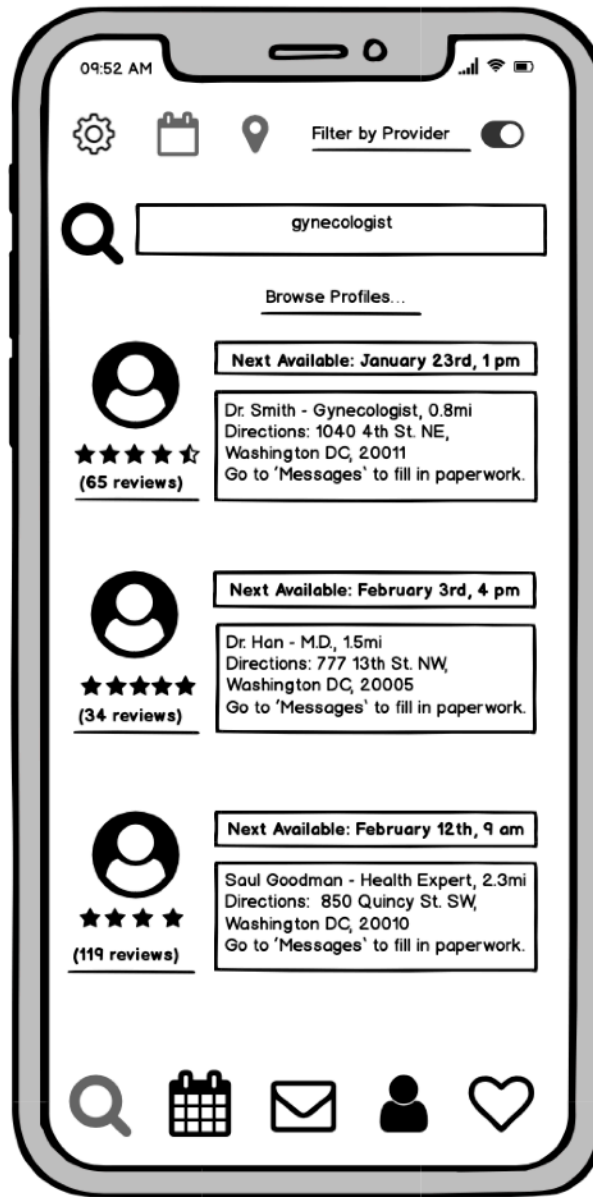 09:52 AM
Filter by Provider
gynecologist
Browse Profiles...
Next Available: January 23rd, 1 pm
Dr. Smith - Gynecologist, 0.8mi
Directions: 1040 4th St. NE,
Washington DC, 20011
Go to 'Messages' to fill in paperwork.
(65 reviews)
Next Available: February 3rd, 4 pm
Dr. Han - M.D., 1.5mi
Directions: 777 13th St. NW,
Washington DC, 20005
Go to 'Messages' to fill in paperwork.
(34 reviews)
Next Available: February 12th, 9 am
Saul Goodman - Health Expert, 2.3mi
Directions: 850 Quincy St. SW,
Washington DC, 20010
Go to 'Messages' to fill in paperwork.
(119 reviews)